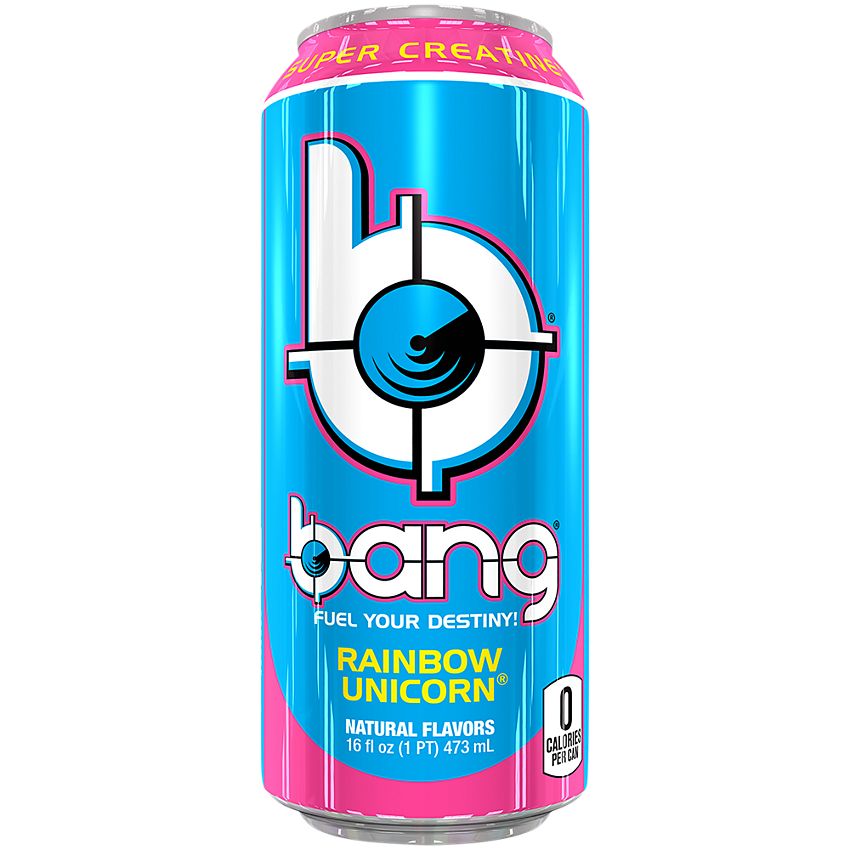 SUPER CREATINE
b®
bang®
FUEL YOUR DESTINY!
RAINBOW
UNICORN®
NATURAL FLAVORS
16 fl oz (1 PT) 473 mL
0
CALORIES
PER CAN